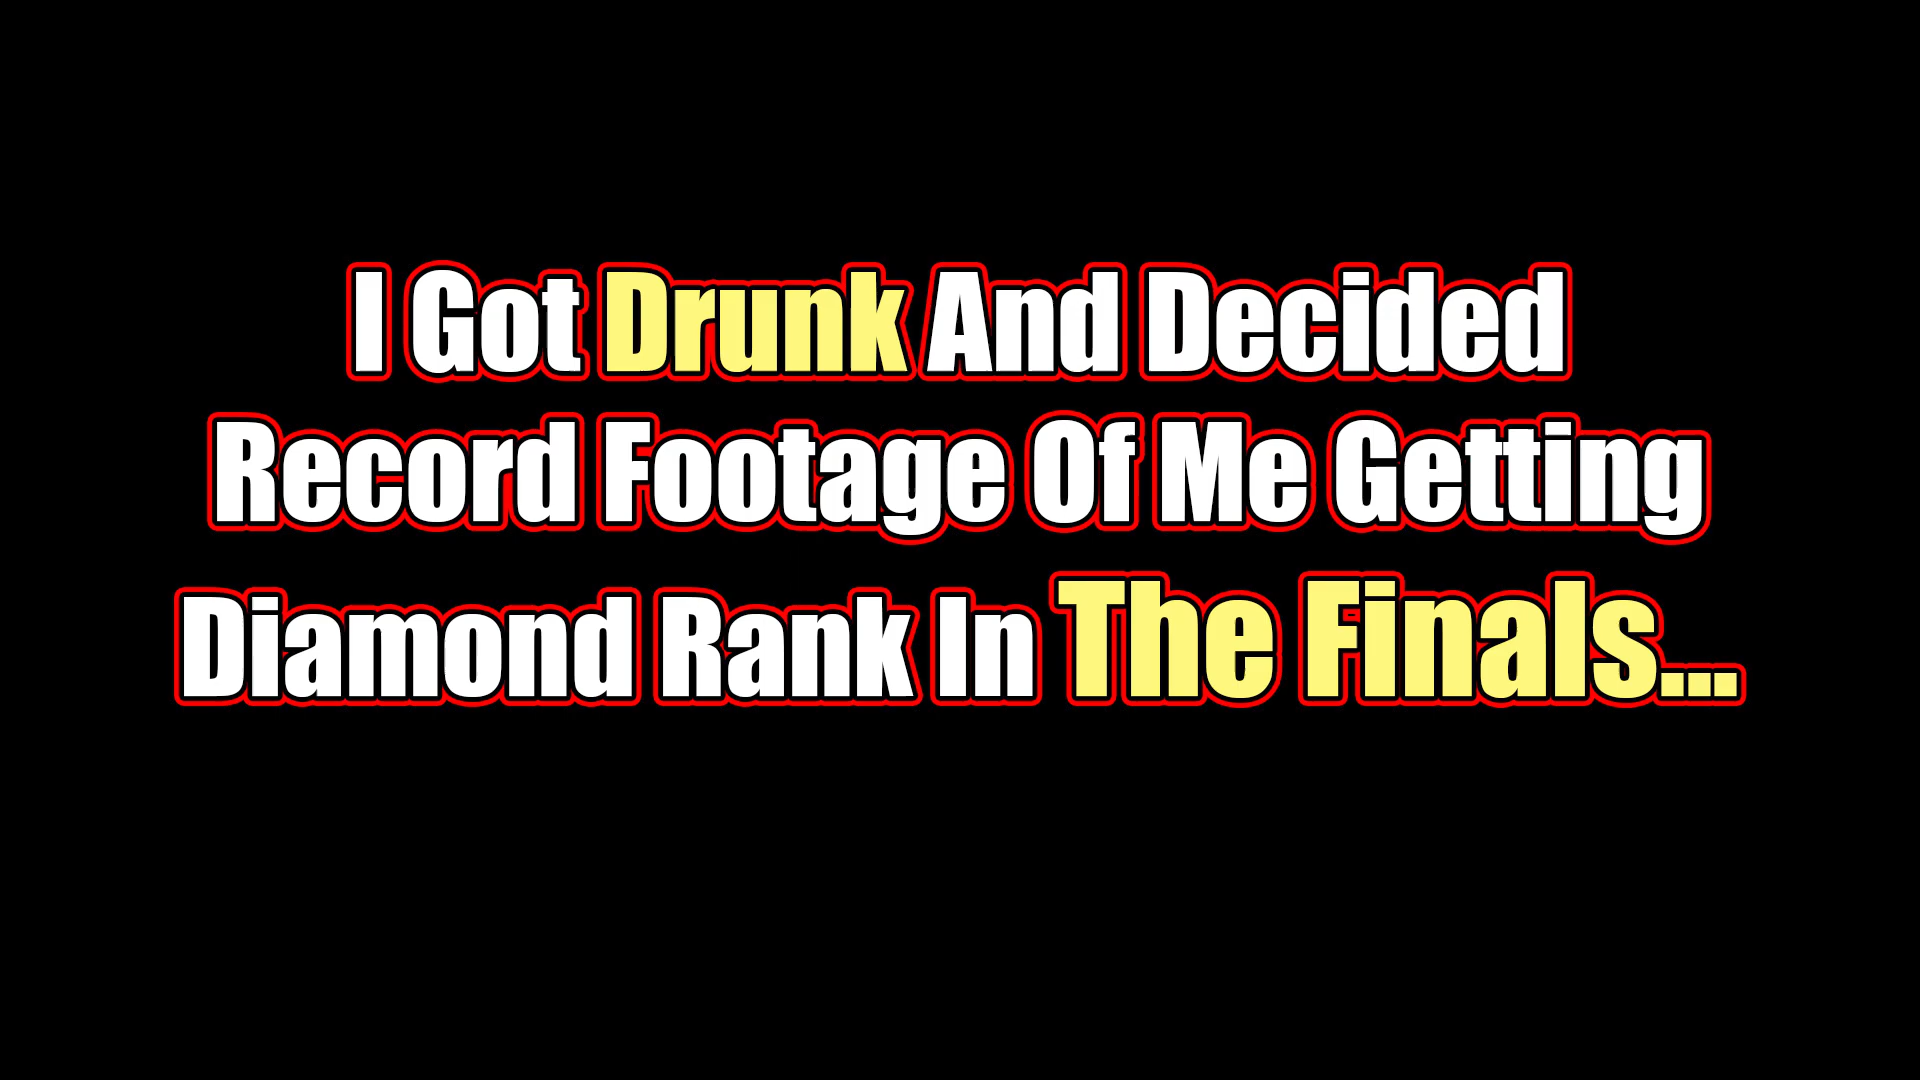 I Got Drunk And Decided
Record Footage Of Me Getting
Diamond Rank In The Finals...